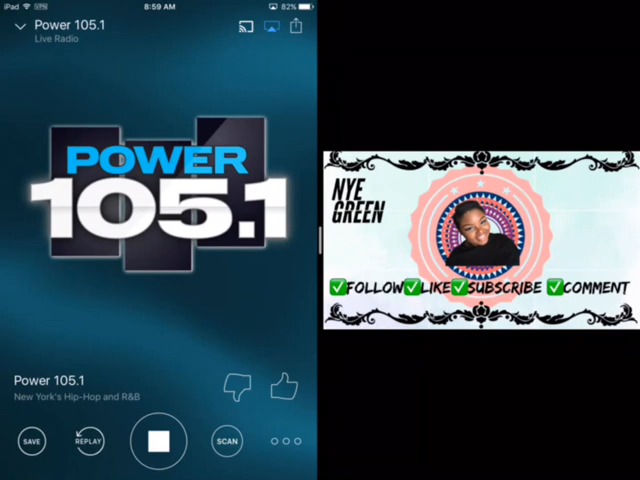 iPad VPN 8:59 AM 82%
Power 105.1
Live Radio
POWER
105.1
Power 105.1
New York's Hip-Hop and R&B
SAVE
REPLAY
SCAN
NYE
GREEN
✅FOLLOW✅LIKE✅SUBSCRIBE ✅COMMENT